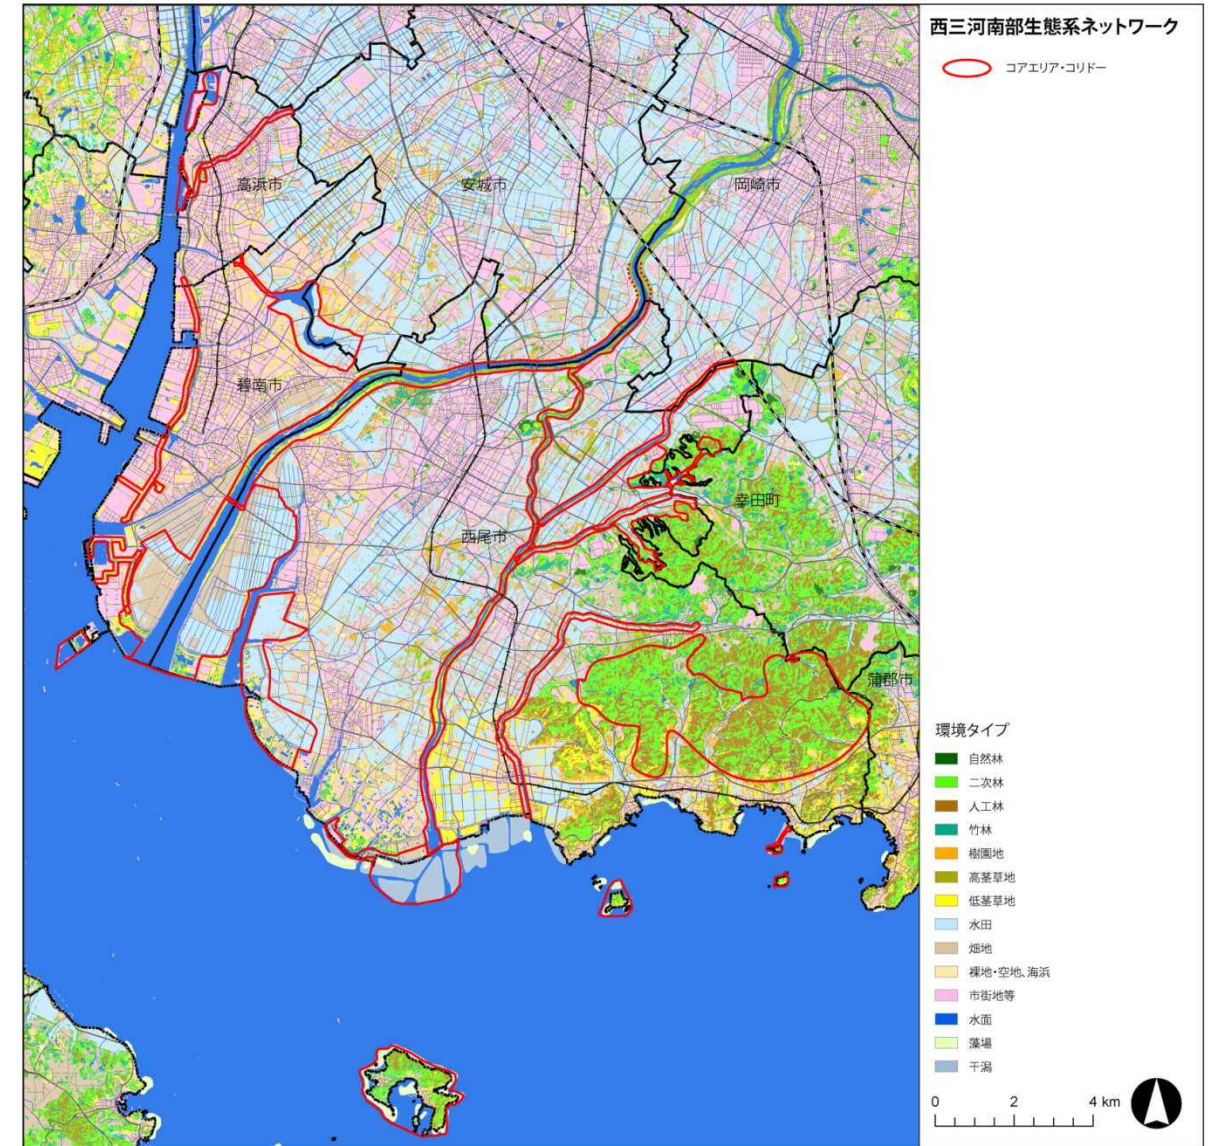 西三河南部生態系ネットワーク
コアエリア・コリドー
高浜市
安城市
岡崎市
碧南市
西尾市
幸田町
蒲郡市
環境タイプ
自然林
二次林
人工林
竹林
樹園地
高茎草地
低茎草地
水田
畑地
裸地・空地、海浜
市街地等
水面
藻場
干潟
0 2 4 km